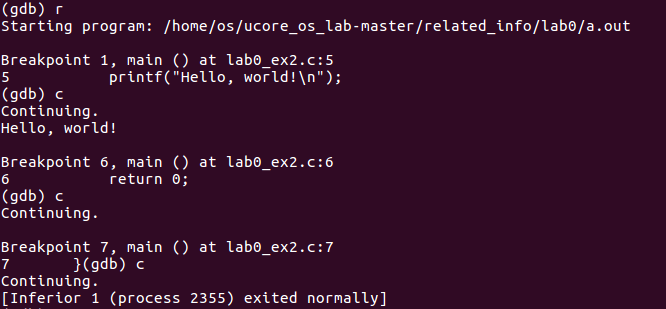 (gdb) r
Starting program: /home/os/ucore_os_lab-master/related_info/lab0/a.out
Breakpoint 1, main () at lab0_ex2.c:5
5           printf("Hello, world!\n");
(gdb) c
Continuing.
Hello, world!
Breakpoint 6, main () at lab0_ex2.c:6
6           return 0;
(gdb) c
Continuing.
Breakpoint 7, main () at lab0_ex2.c:7
7       }(gdb) c
Continuing.
[Inferior 1 (process 2355) exited normally]